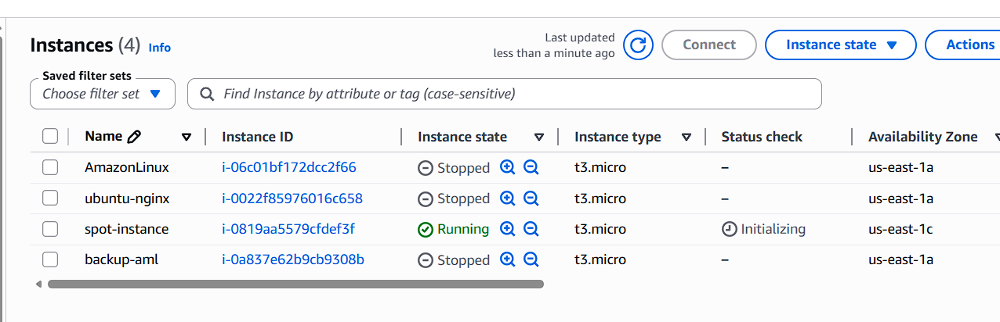 Instances (4) Info
Last updated
less than a minute ago
Connect
Instance state
Actions
Saved filter sets
Choose filter set
Find Instance by attribute or tag (case-sensitive)
Name Instance ID Instance state Instance type Status check Availability Zone
AmazonLinux i-06c01bf172dcc2f66 Stopped t3.micro – us-east-1a
ubuntu-nginx i-0022f85976016c658 Stopped t3.micro – us-east-1a
spot-instance i-0819aa5579cfdef3f Running t3.micro Initializing us-east-1c
backup-aml i-0a837e62b9cb9308b Stopped t3.micro – us-east-1a